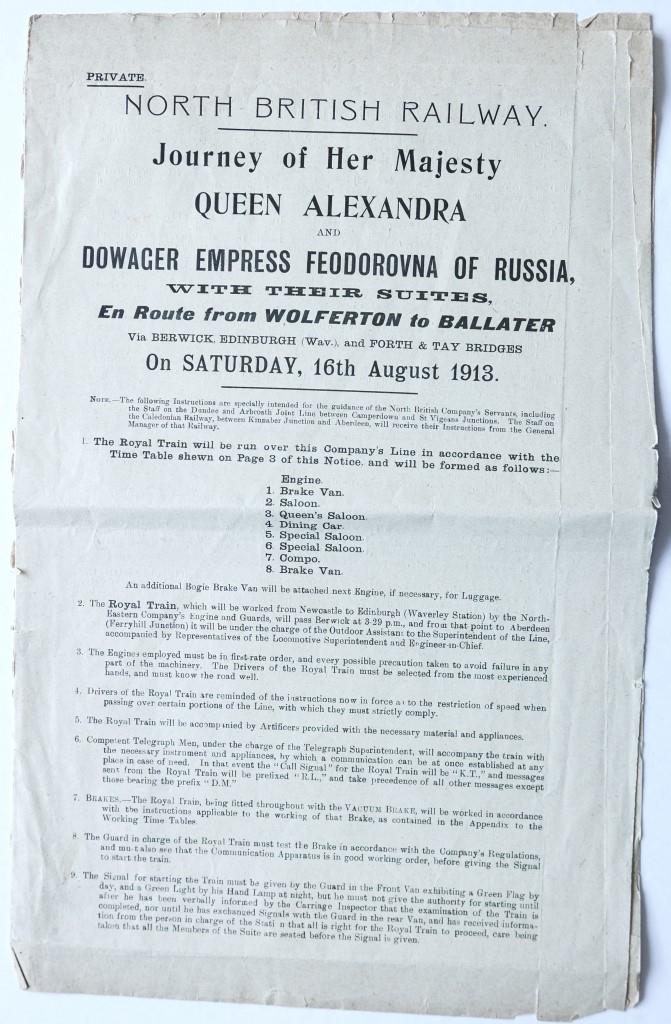 PRIVATE.
NORTH BRITISH RAILWAY.
Journey of Her Majesty
QUEEN ALEXANDRA
AND
DOWAGER EMPRESS FEODOROVNA OF RUSSIA,
WITH THEIR SUITES,
En Route from WOLFERTON to BALLATER
Via BERWICK, EDINBURGH (Wav.), and FORTH & TAY BRIDGES
On SATURDAY, 16th August 1913.
NOTE.—The following Instructions are specially intended for the guidance of the North British Company's Servants, including
the Staff on the Dundee and Arbroath Joint Line between Camperdown and St Vigeans Junctions. The Staff on
the Caledonian Railway, between Kinnaber Junction and Aberdeen, will receive their Instructions from the General
Manager of that Railway.
1. The Royal Train will be run over this Company's Line in accordance with the
Time Table shewn on Page 3 of this Notice, and will be formed as follows:—
Engine.
1. Brake Van.
2. Saloon.
3. Queen's Saloon.
4. Dining Car.
5. Special Saloon.
6. Special Saloon.
7. Compo.
8. Brake Van.
An additional Bogie Brake Van will be attached next Engine, if necessary, for Luggage.
2. The Royal Train, which will be worked from Newcastle to Edinburgh (Waverley Station) by the North-
Eastern Company's Engine and Guards, will pass Berwick at 3-29 p.m., and from that point to Aberdeen
(Ferryhill Junction) it will be under the charge of the Outdoor Assistant to the Superintendent of the Line,
accompanied by Representatives of the Locomotive Superintendent and Engineer-in-Chief.
3. The Engines employed must be in first-rate order, and every possible precaution taken to avoid failure in any
part of the machinery. The Drivers of the Royal Train must be selected from the most experienced
hands, and must know the road well.
4. Drivers of the Royal Train are reminded of the instructions now in force as to the restriction of speed when
passing over certain portions of the Line, with which they must strictly comply.
5. The Royal Train will be accompanied by Artificers provided with the necessary material and appliances.
6. Competent Telegraph Men, under the charge of the Telegraph Superintendent, will accompany the train with
the necessary instrument and appliances, by which a communication can be at once established at any
place in case of need. In that event the "Call Signal" for the Royal Train will be "K.T.," and messages
sent from the Royal Train will be prefixed "R.L.," and take precedence of all other messages except
those bearing the prefix "D.M."
7. BRAKES.—The Royal Train, being fitted throughout with the VACUUM BRAKE, will be worked in accordance
with the instructions applicable to the working of that Brake, as contained in the Appendix to the
Working Time Tables.
8. The Guard in charge of the Royal Train must test the Brake in accordance with the Company's Regulations,
and must also see that the Communication Apparatus is in good working order, before giving the Signal
to start the train.
9. The Signal for starting the Train must be given by the Guard in the Front Van exhibiting a Green Flag by
day, and a Green Light by his Hand Lamp at night, but he must not give the authority for starting until
after he has been verbally informed by the Carriage Inspector that the examination of the Train is
completed, nor until he has exchanged Signals with the Guard in the rear Van, and has received informa-
tion from the person in charge of the Station that all is right for the Royal Train to proceed, care being
taken that all the Members of the Suite are seated before the Signal is given.